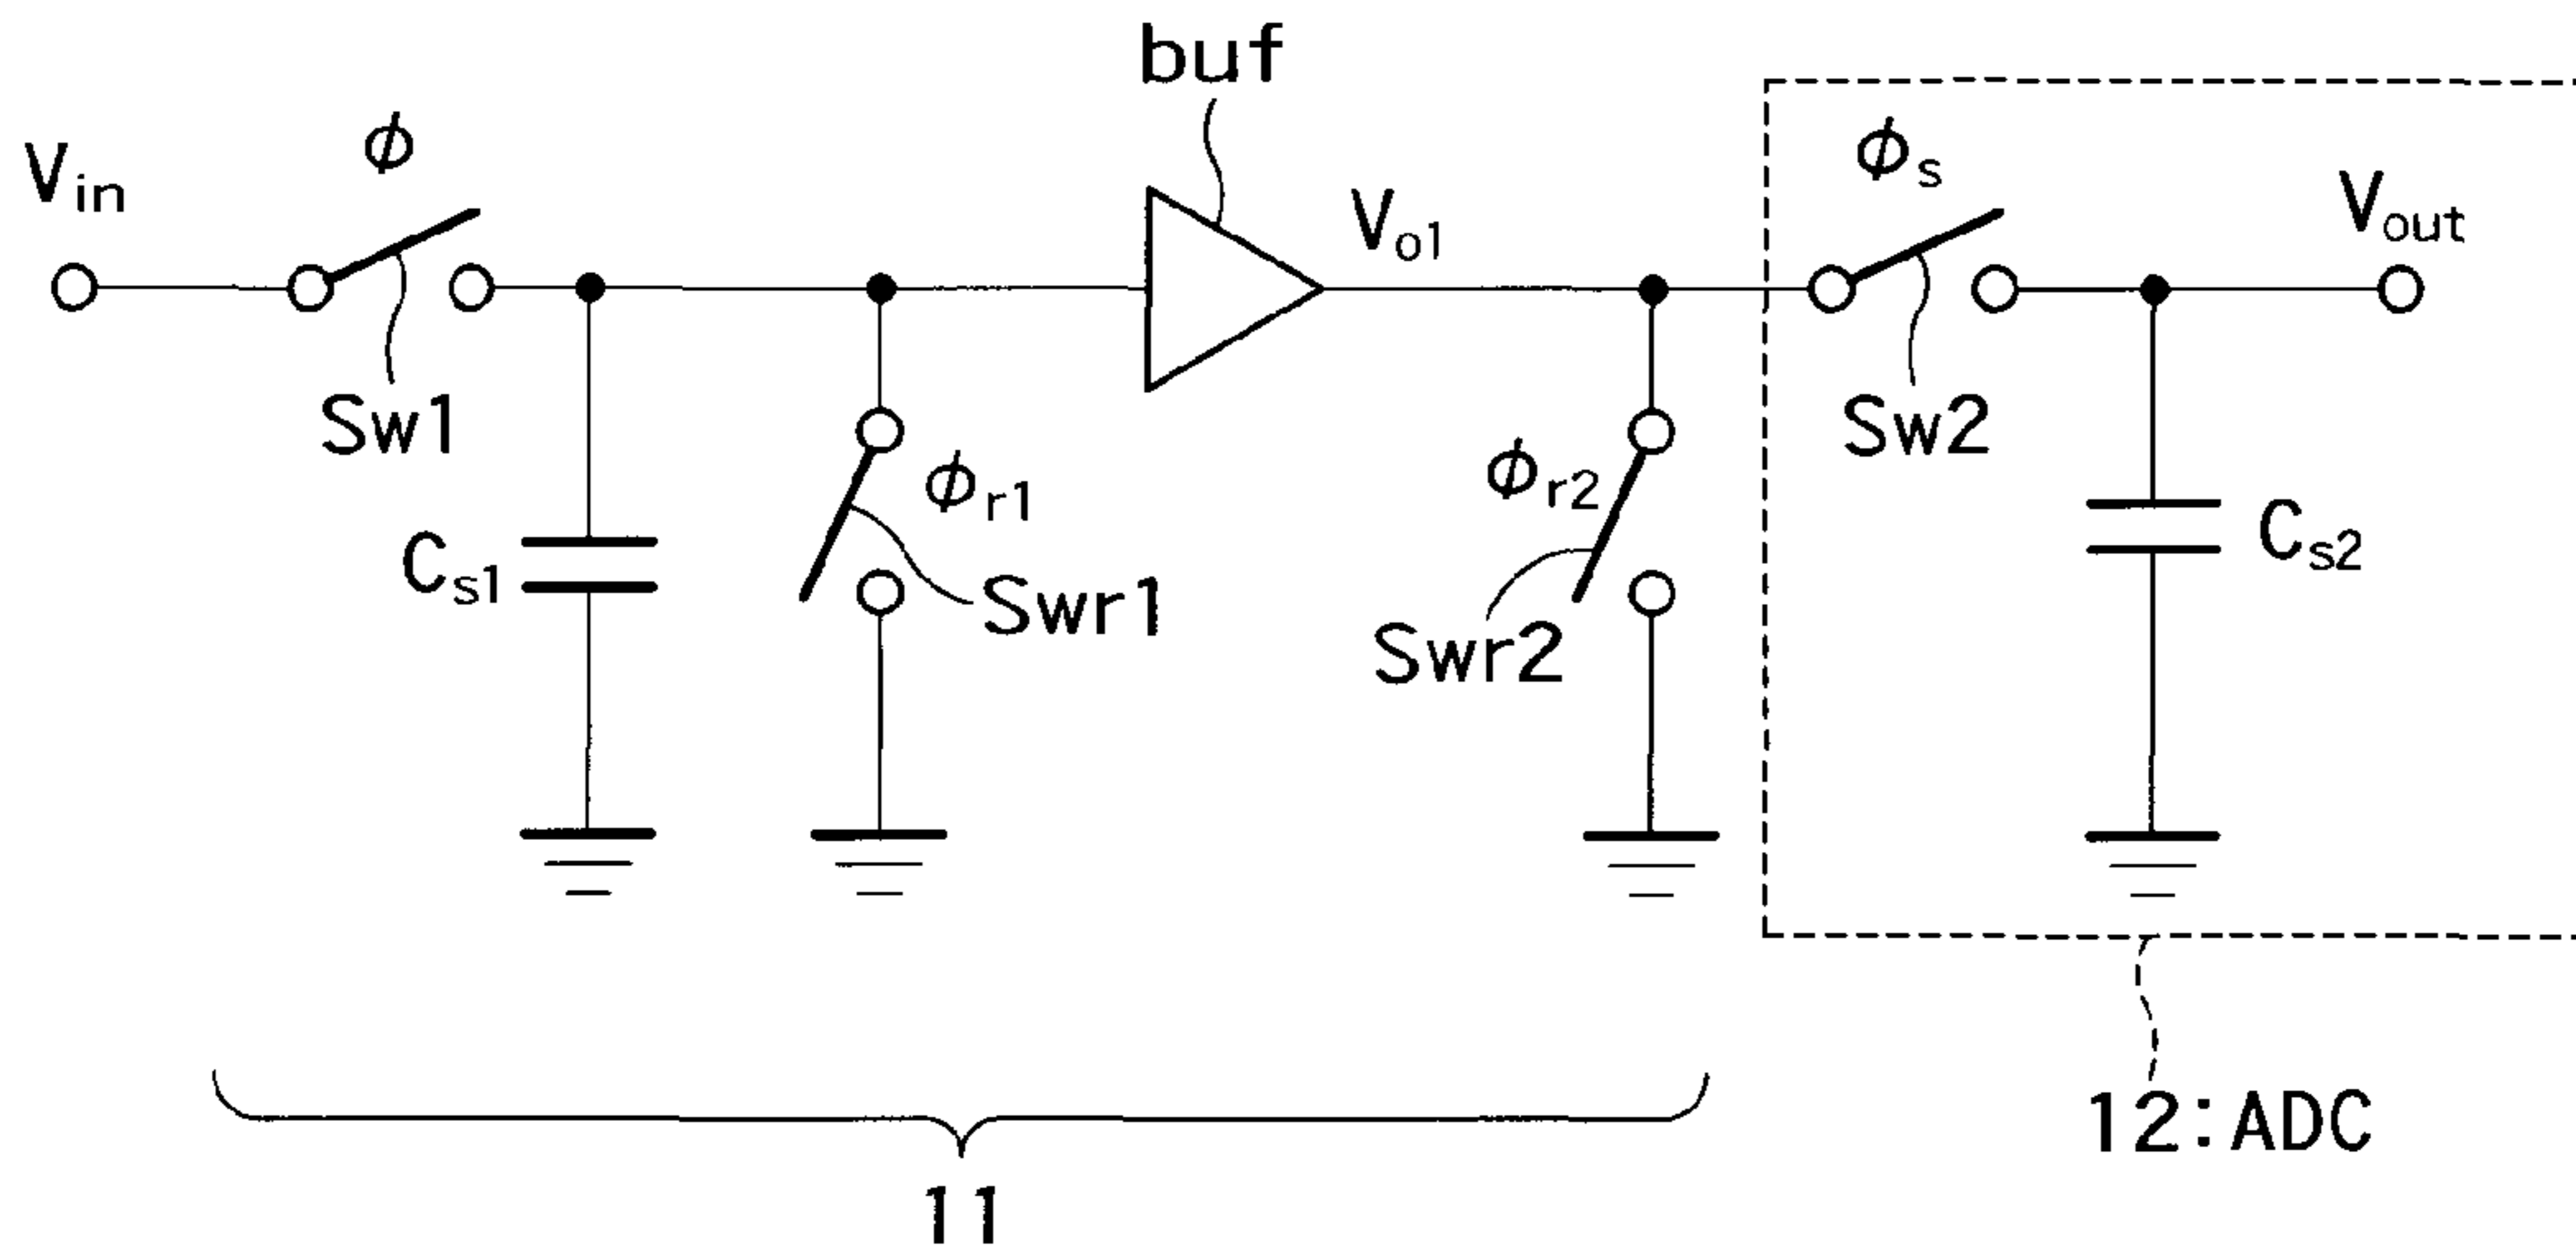 buf
V_in
ϕ
V_o1
ϕ_s
V_out
Sw1
Sw2
C_s1
ϕ_r1
Swr1
ϕ_r2
Swr2
C_s2
12:ADC
11